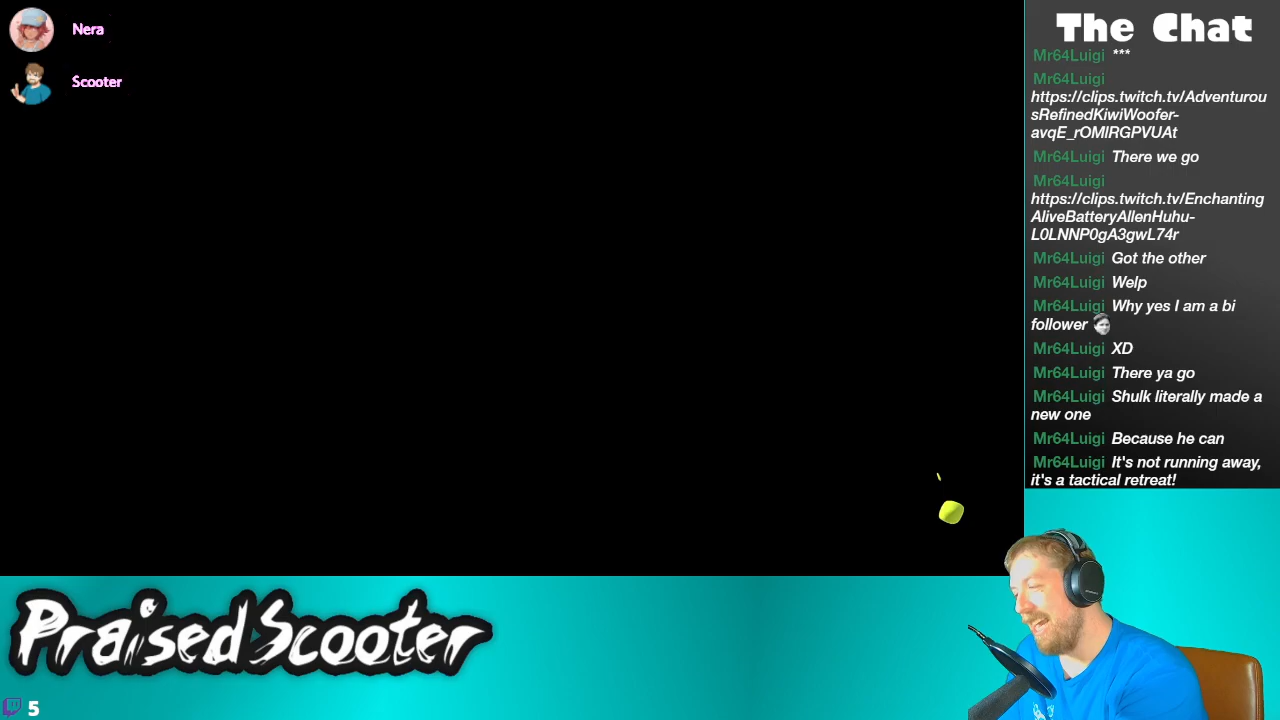 Nera
Scooter
The Chat
Mr64Luigi ***
Mr64Luigi
https://clips.twitch.tv/Adventurou
sRefinedKiwiWoofer-
avqE_rOMlRGPVUAt
Mr64Luigi There we go
Mr64Luigi
https://clips.twitch.tv/Enchanting
AliveBatteryAllenHuhu-
L0LNNP0gA3gwL74r
Mr64Luigi Got the other
Mr64Luigi Welp
Mr64Luigi Why yes I am a bi
follower
Mr64Luigi XD
Mr64Luigi There ya go
Mr64Luigi Shulk literally made a
new one
Mr64Luigi Because he can
Mr64Luigi It's not running away,
it's a tactical retreat!
PraisedScooter
5